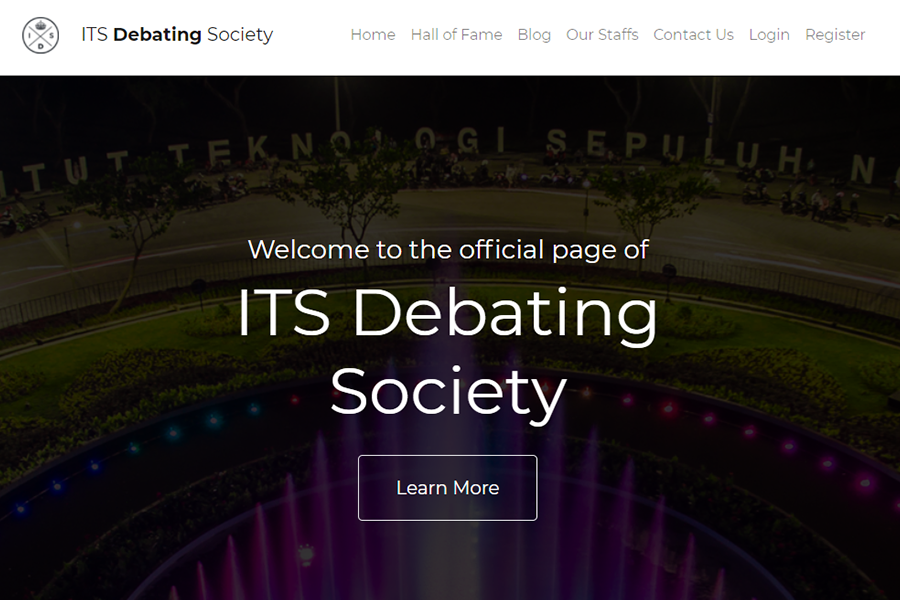 I S D
ITS Debating Society
Home Hall of Fame Blog Our Staffs Contact Us Login Register
TUT TEKNOLOGI SEPULUH N
Welcome to the official page of
ITS Debating
Society
Learn More